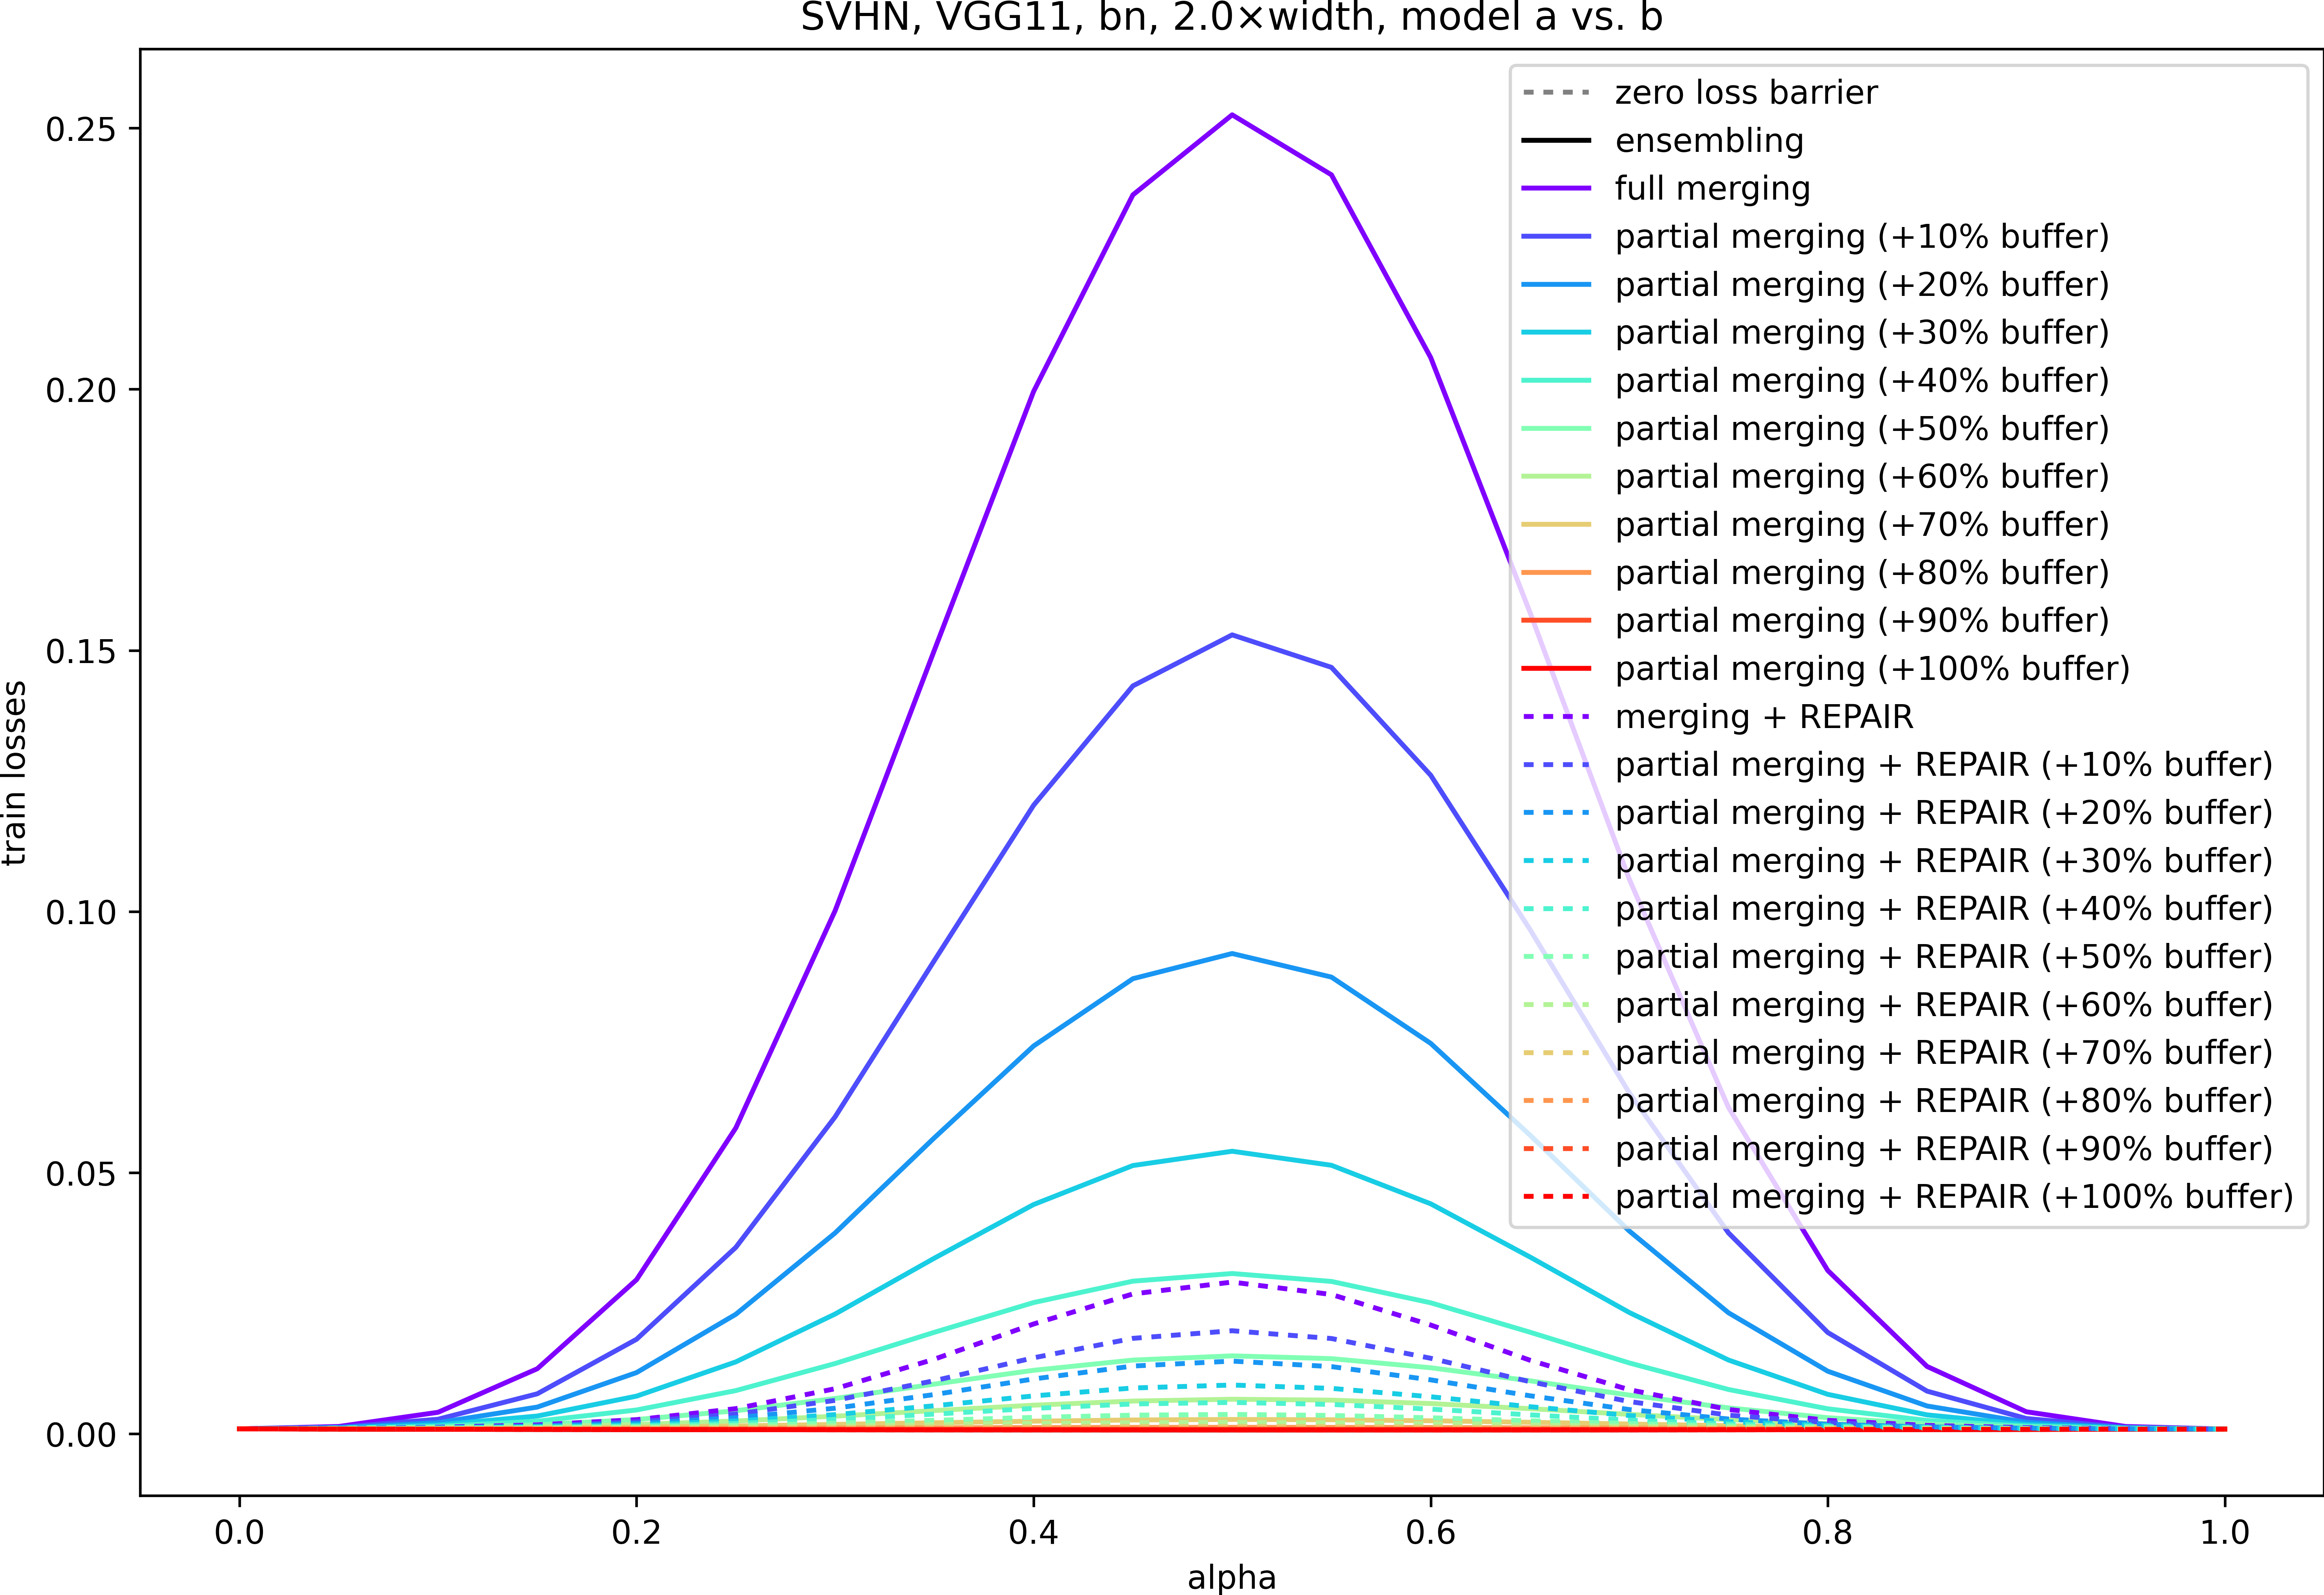 SVHN, VGG11, bn, 2.0×width, model a vs. b
train losses
0.25
0.20
0.15
0.10
0.05
0.00
zero loss barrier
ensembling
full merging
partial merging (+10% buffer)
partial merging (+20% buffer)
partial merging (+30% buffer)
partial merging (+40% buffer)
partial merging (+50% buffer)
partial merging (+60% buffer)
partial merging (+70% buffer)
partial merging (+80% buffer)
partial merging (+90% buffer)
partial merging (+100% buffer)
merging + REPAIR
partial merging + REPAIR (+10% buffer)
partial merging + REPAIR (+20% buffer)
partial merging + REPAIR (+30% buffer)
partial merging + REPAIR (+40% buffer)
partial merging + REPAIR (+50% buffer)
partial merging + REPAIR (+60% buffer)
partial merging + REPAIR (+70% buffer)
partial merging + REPAIR (+80% buffer)
partial merging + REPAIR (+90% buffer)
partial merging + REPAIR (+100% buffer)
0.0 0.2 0.4 0.6 0.8 1.0
alpha